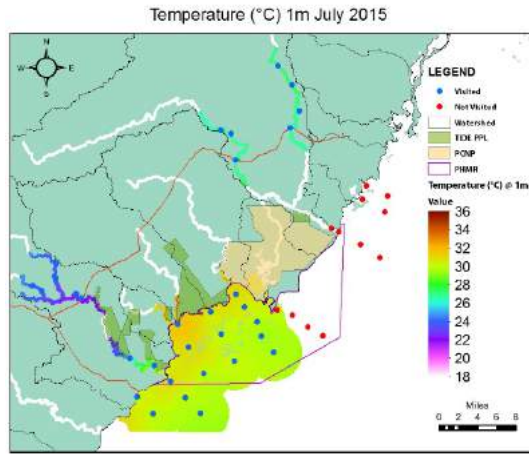 Temperature (°C) 1m July 2015
N
W
E
S
LEGEND
Visited
Not Visited
Watershed
TIDE PPL
PCNP
PHMR
Temperature (°C) @ 1m
Value
36
34
32
30
28
26
24
22
20
18
Miles
0 2 4 6 8